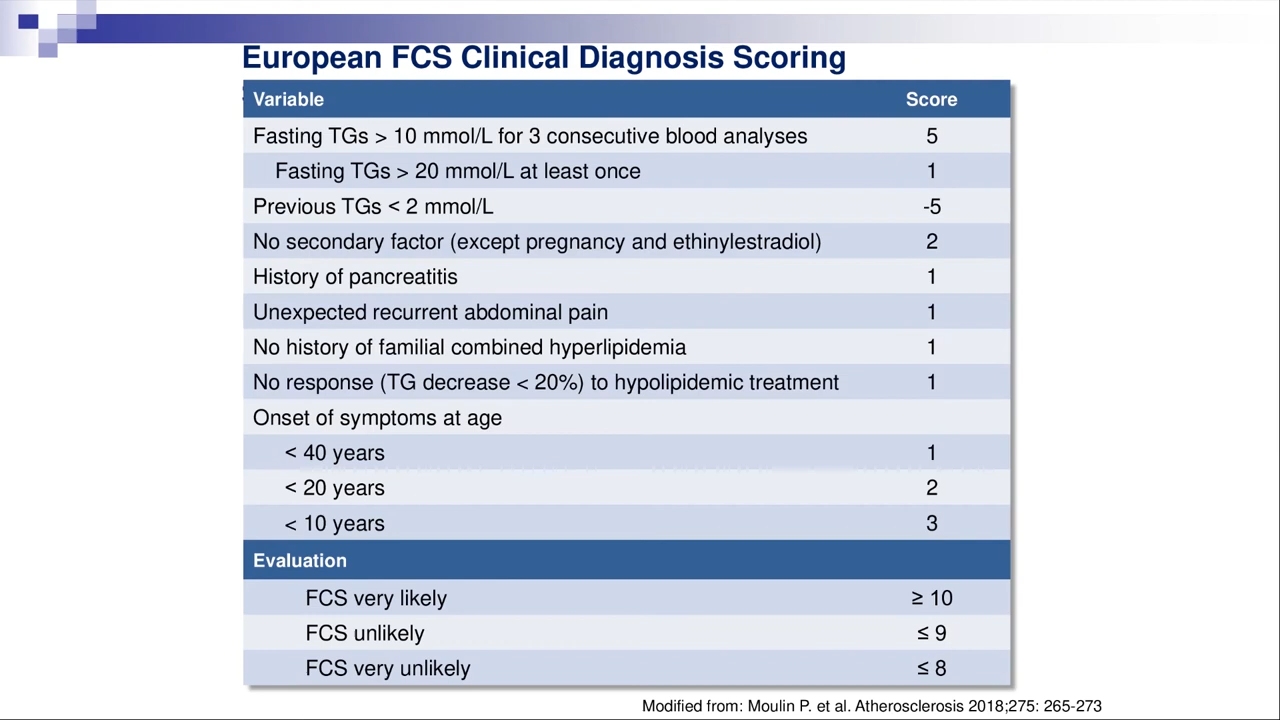 European FCS Clinical Diagnosis Scoring
Variable Score
Fasting TGs > 10 mmol/L for 3 consecutive blood analyses 5
Fasting TGs > 20 mmol/L at least once 1
Previous TGs < 2 mmol/L -5
No secondary factor (except pregnancy and ethinylestradiol) 2
History of pancreatitis 1
Unexpected recurrent abdominal pain 1
No history of familial combined hyperlipidemia 1
No response (TG decrease < 20%) to hypolipidemic treatment 1
Onset of symptoms at age
< 40 years 1
< 20 years 2
< 10 years 3
Evaluation
FCS very likely ≥ 10
FCS unlikely ≤ 9
FCS very unlikely ≤ 8
Modified from: Moulin P. et al. Atherosclerosis 2018;275: 265-273